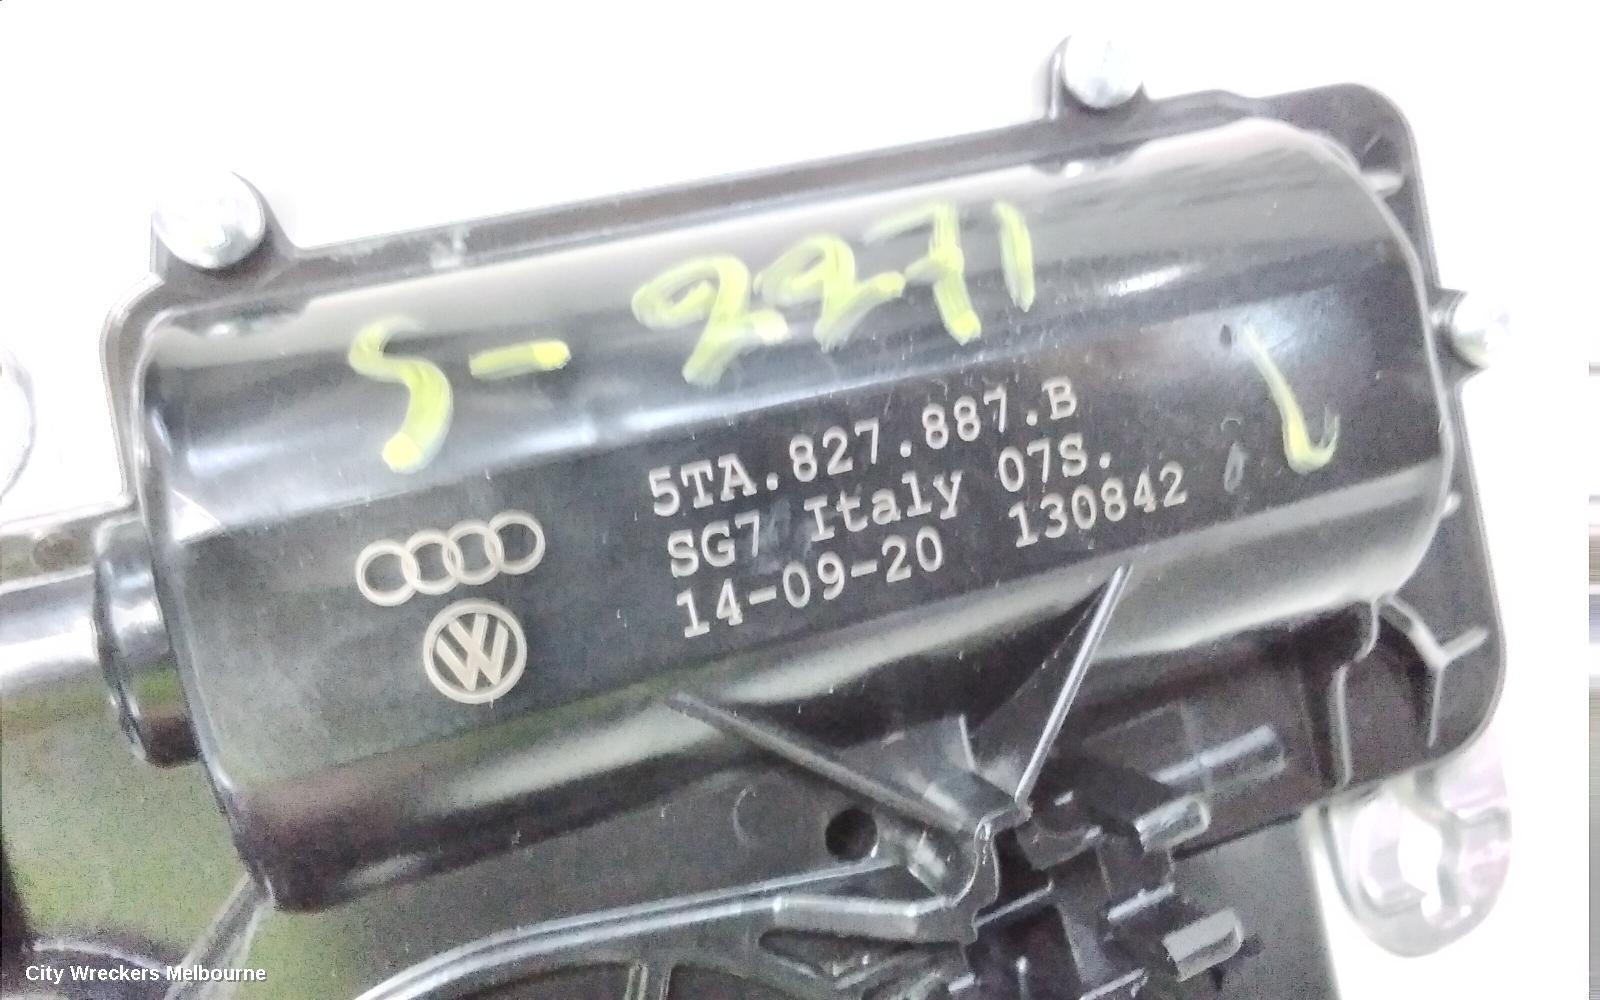 S-2271
5TA.827.887.B
SG7 Italy 07S.
14-09-20 130842
City Wreckers Melbourne